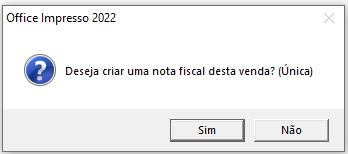 Office Impresso 2022
Deseja criar uma nota fiscal desta venda? (Única)
Sim
Não